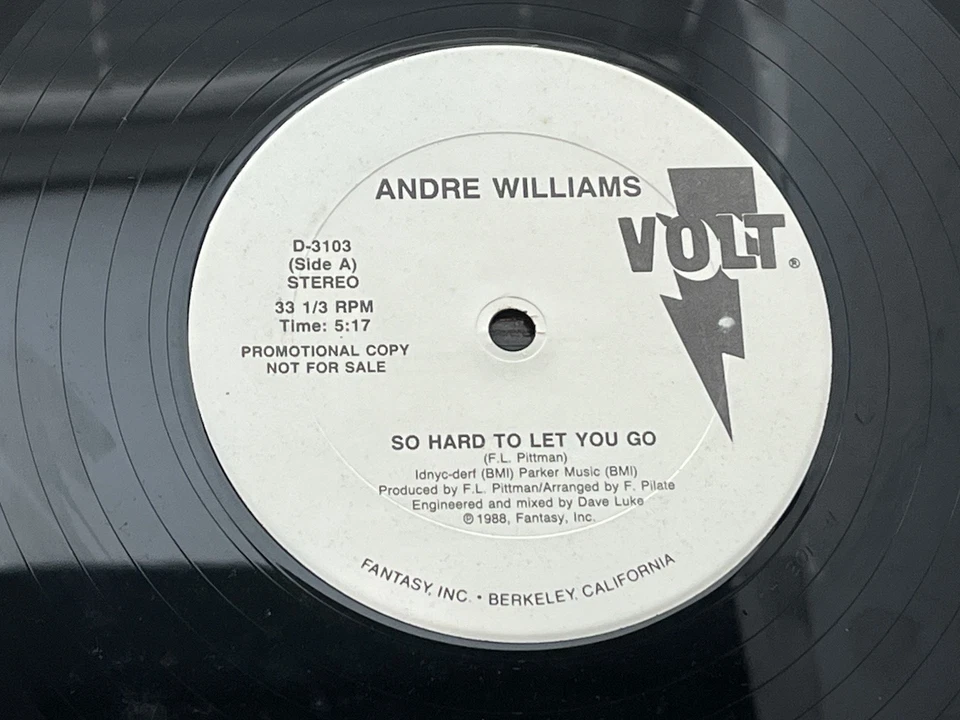 ANDRE WILLIAMS
VOLT®
D-3103
(Side A)
STEREO
33 1/3 RPM
Time: 5:17
PROMOTIONAL COPY
NOT FOR SALE
SO HARD TO LET YOU GO
(F.L. Pittman)
Idnyc-derf (BMI) Parker Music (BMI)
Produced by F.L. Pittman/Arranged by F. Pilate
Engineered and mixed by Dave Luke
℗ 1988, Fantasy, Inc.
FANTASY, INC. • BERKELEY, CALIFORNIA